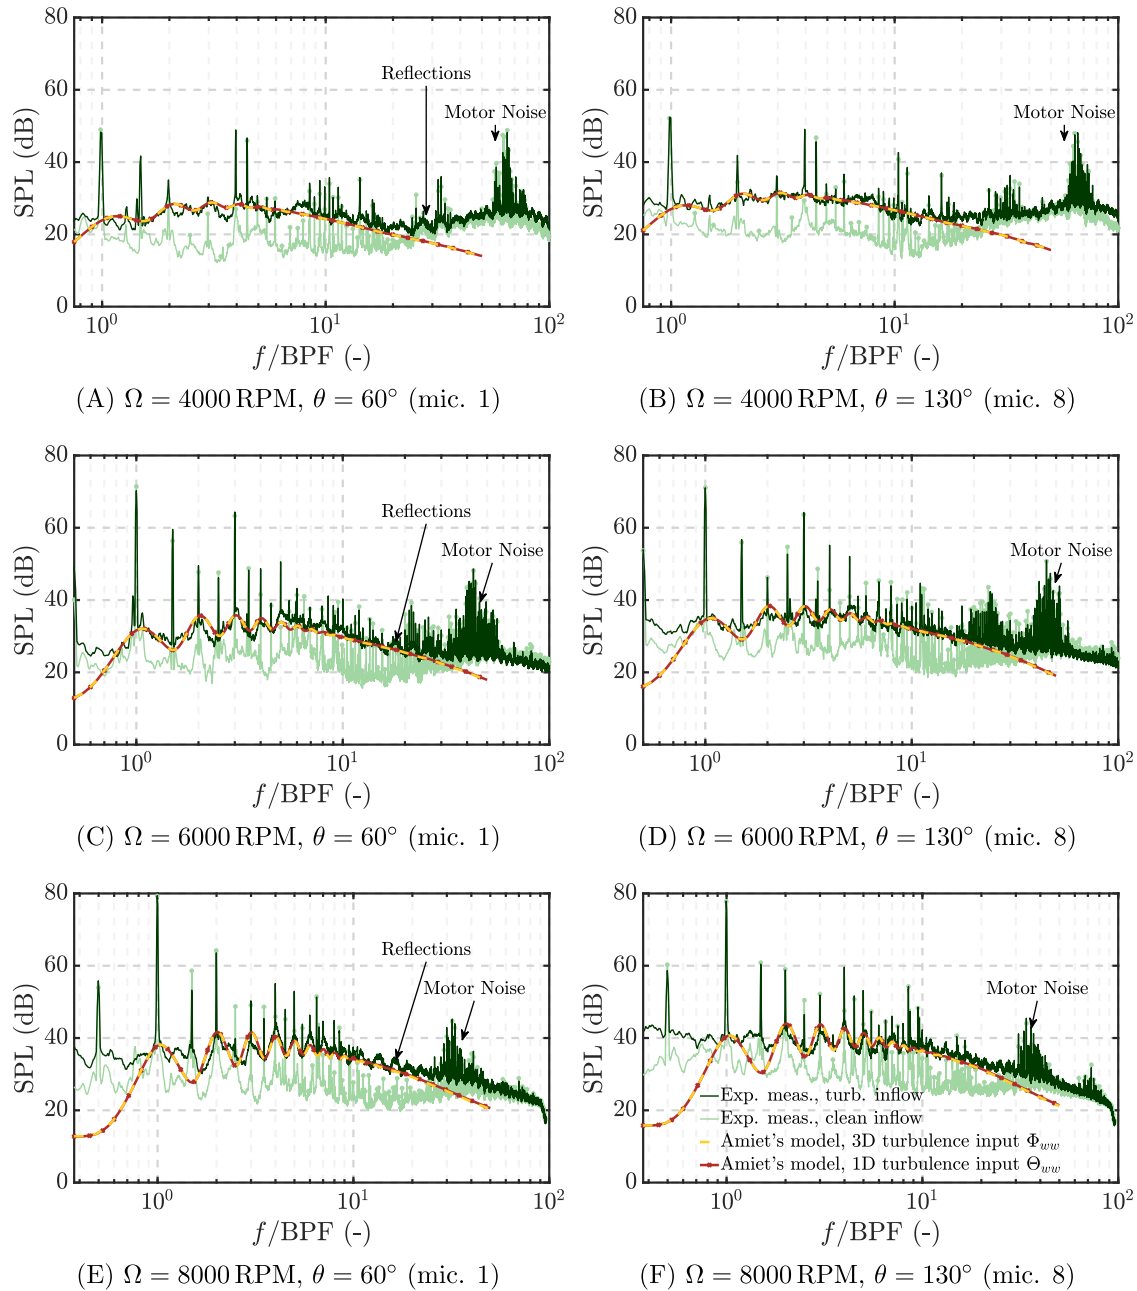 80
60
40
20
0
SPL (dB)
Reflections
Motor Noise
10^0
10^1
10^2
f/BPF (-)
(A) Ω = 4000 RPM, θ = 60° (mic. 1)
80
60
40
20
0
SPL (dB)
Motor Noise
10^0
10^1
10^2
f/BPF (-)
(B) Ω = 4000 RPM, θ = 130° (mic. 8)
80
60
40
20
0
SPL (dB)
Reflections
Motor Noise
10^0
10^1
10^2
f/BPF (-)
(C) Ω = 6000 RPM, θ = 60° (mic. 1)
80
60
40
20
0
SPL (dB)
Motor Noise
10^0
10^1
10^2
f/BPF (-)
(D) Ω = 6000 RPM, θ = 130° (mic. 8)
80
60
40
20
0
SPL (dB)
Reflections
Motor Noise
10^0
10^1
10^2
f/BPF (-)
(E) Ω = 8000 RPM, θ = 60° (mic. 1)
80
60
40
20
0
SPL (dB)
Motor Noise
Exp. meas., turb. inflow
Exp. meas., clean inflow
Amiet's model, 3D turbulence input Φ_ww
Amiet's model, 1D turbulence input Θ_ww
10^0
10^1
10^2
f/BPF (-)
(F) Ω = 8000 RPM, θ = 130° (mic. 8)